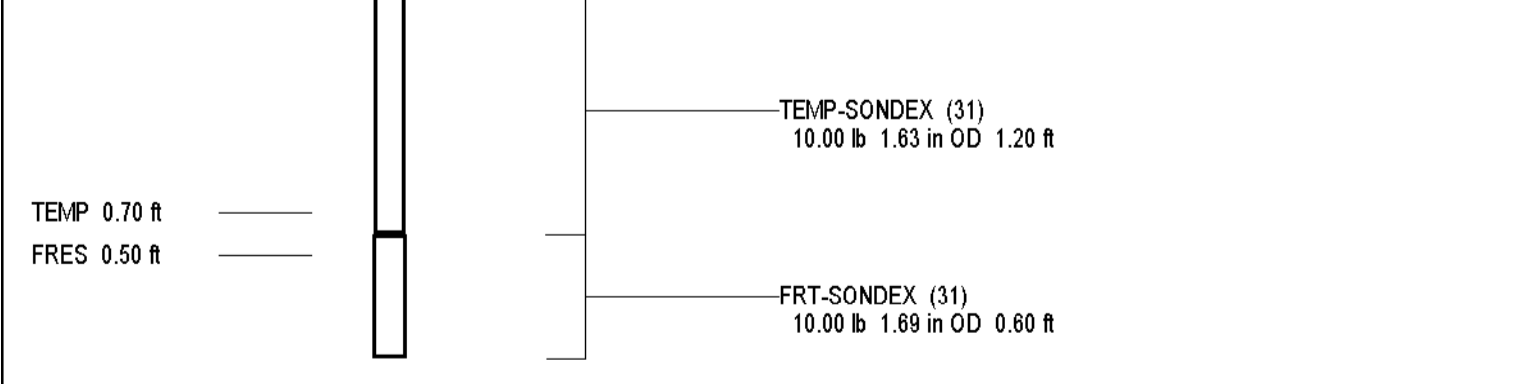 TEMP-SONDEX (31)
10.00 lb 1.63 in OD 1.20 ft
TEMP 0.70 ft
FRES 0.50 ft
FRT-SONDEX (31)
10.00 lb 1.69 in OD 0.60 ft